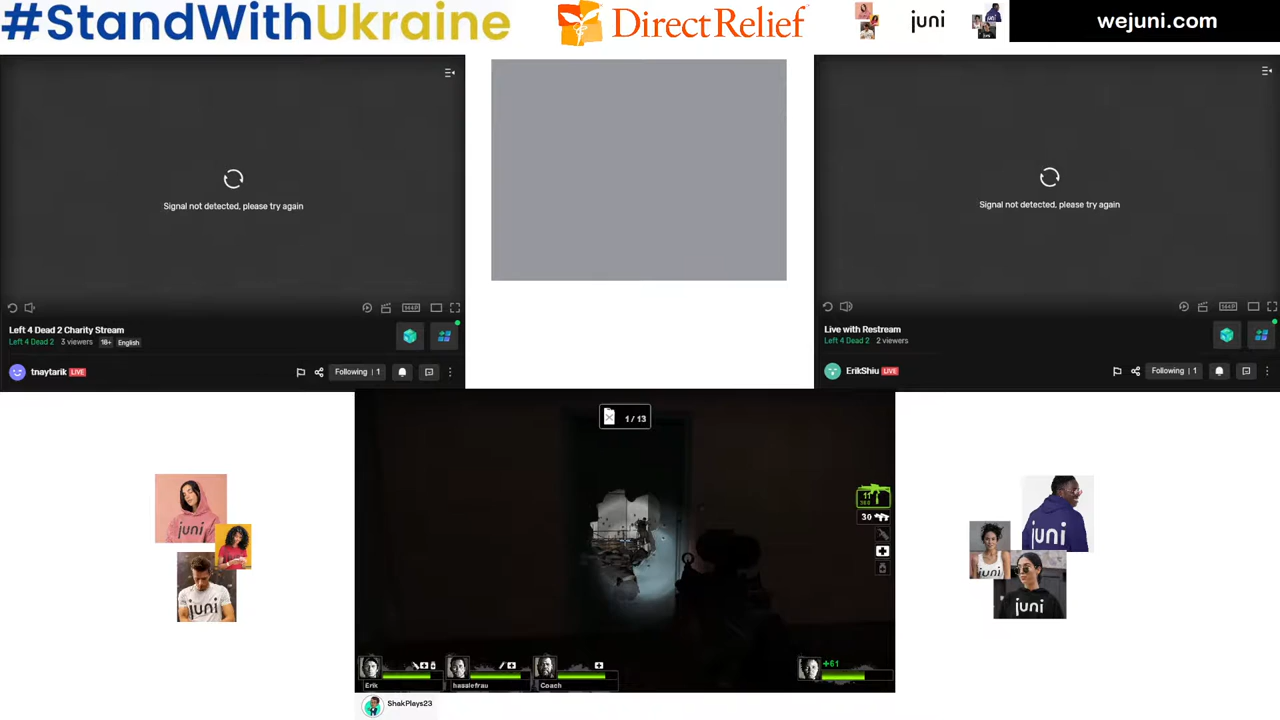 #StandWithUkraine
DirectRelief
juni
wejuni.com
Signal not detected, please try again
Left 4 Dead 2 Charity Stream
Left 4 Dead 2 3 viewers 18+ English
tnaytarik LIVE
Following | 1
Signal not detected, please try again
Live with Restream
Left 4 Dead 2 2 viewers
ErikShiu LIVE
Following | 1
1/13
11
30
+61
Erik
hasalefrau
Coach
ShakPlays23
juni
juni
juni
juni